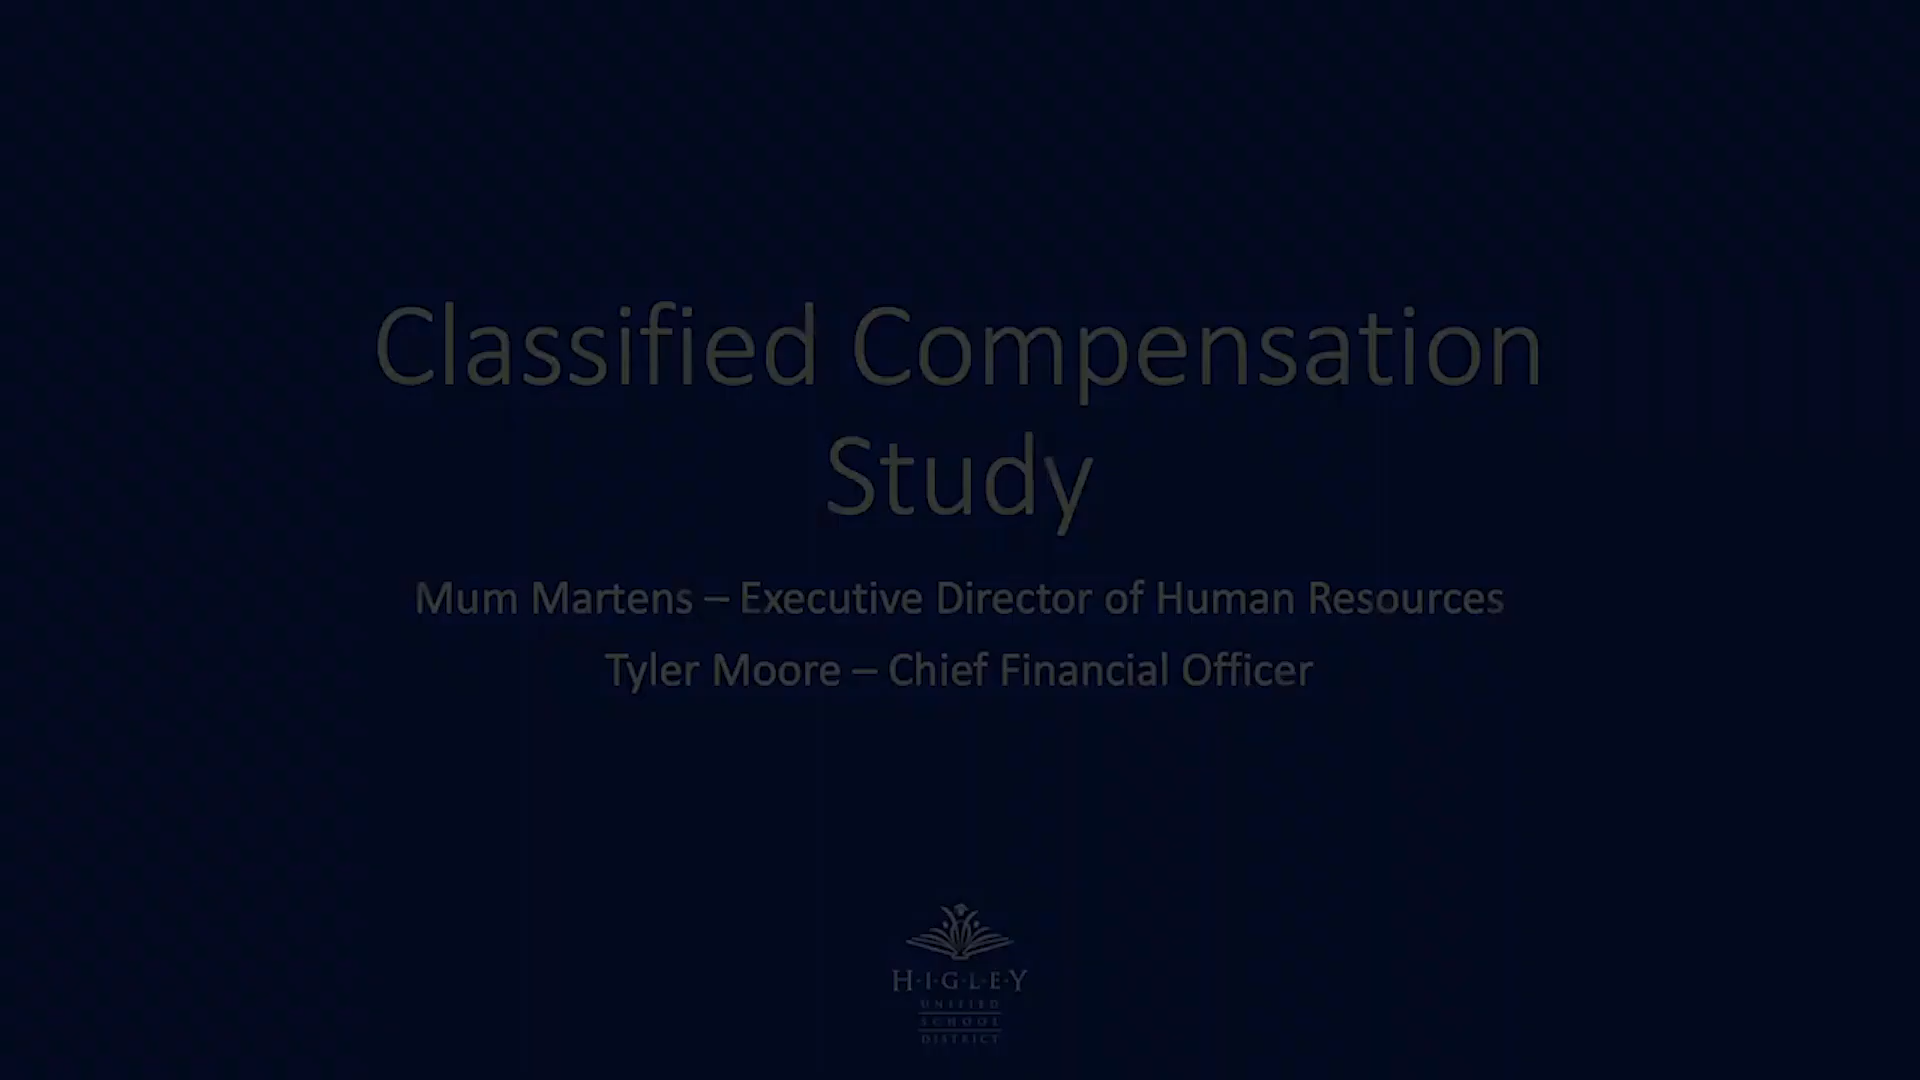 Classified Compensation
Study
Mum Martens – Executive Director of Human Resources
Tyler Moore – Chief Financial Officer
H·I·G·L·E·Y
UNIFIED
SCHOOL
DISTRICT